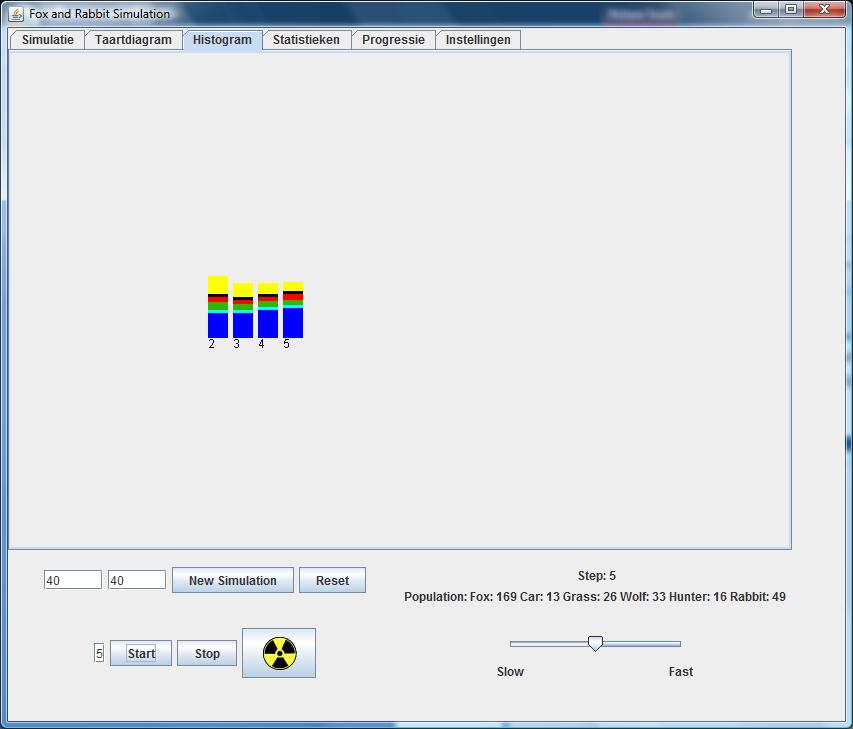 Fox and Rabbit Simulation
Simulatie Taartdiagram Histogram Statistieken Progressie Instellingen
2 3 4 5
40 40 New Simulation Reset
Step: 5
Population: Fox: 169 Car: 13 Grass: 26 Wolf: 33 Hunter: 16 Rabbit: 49
5 Start Stop
Slow Fast